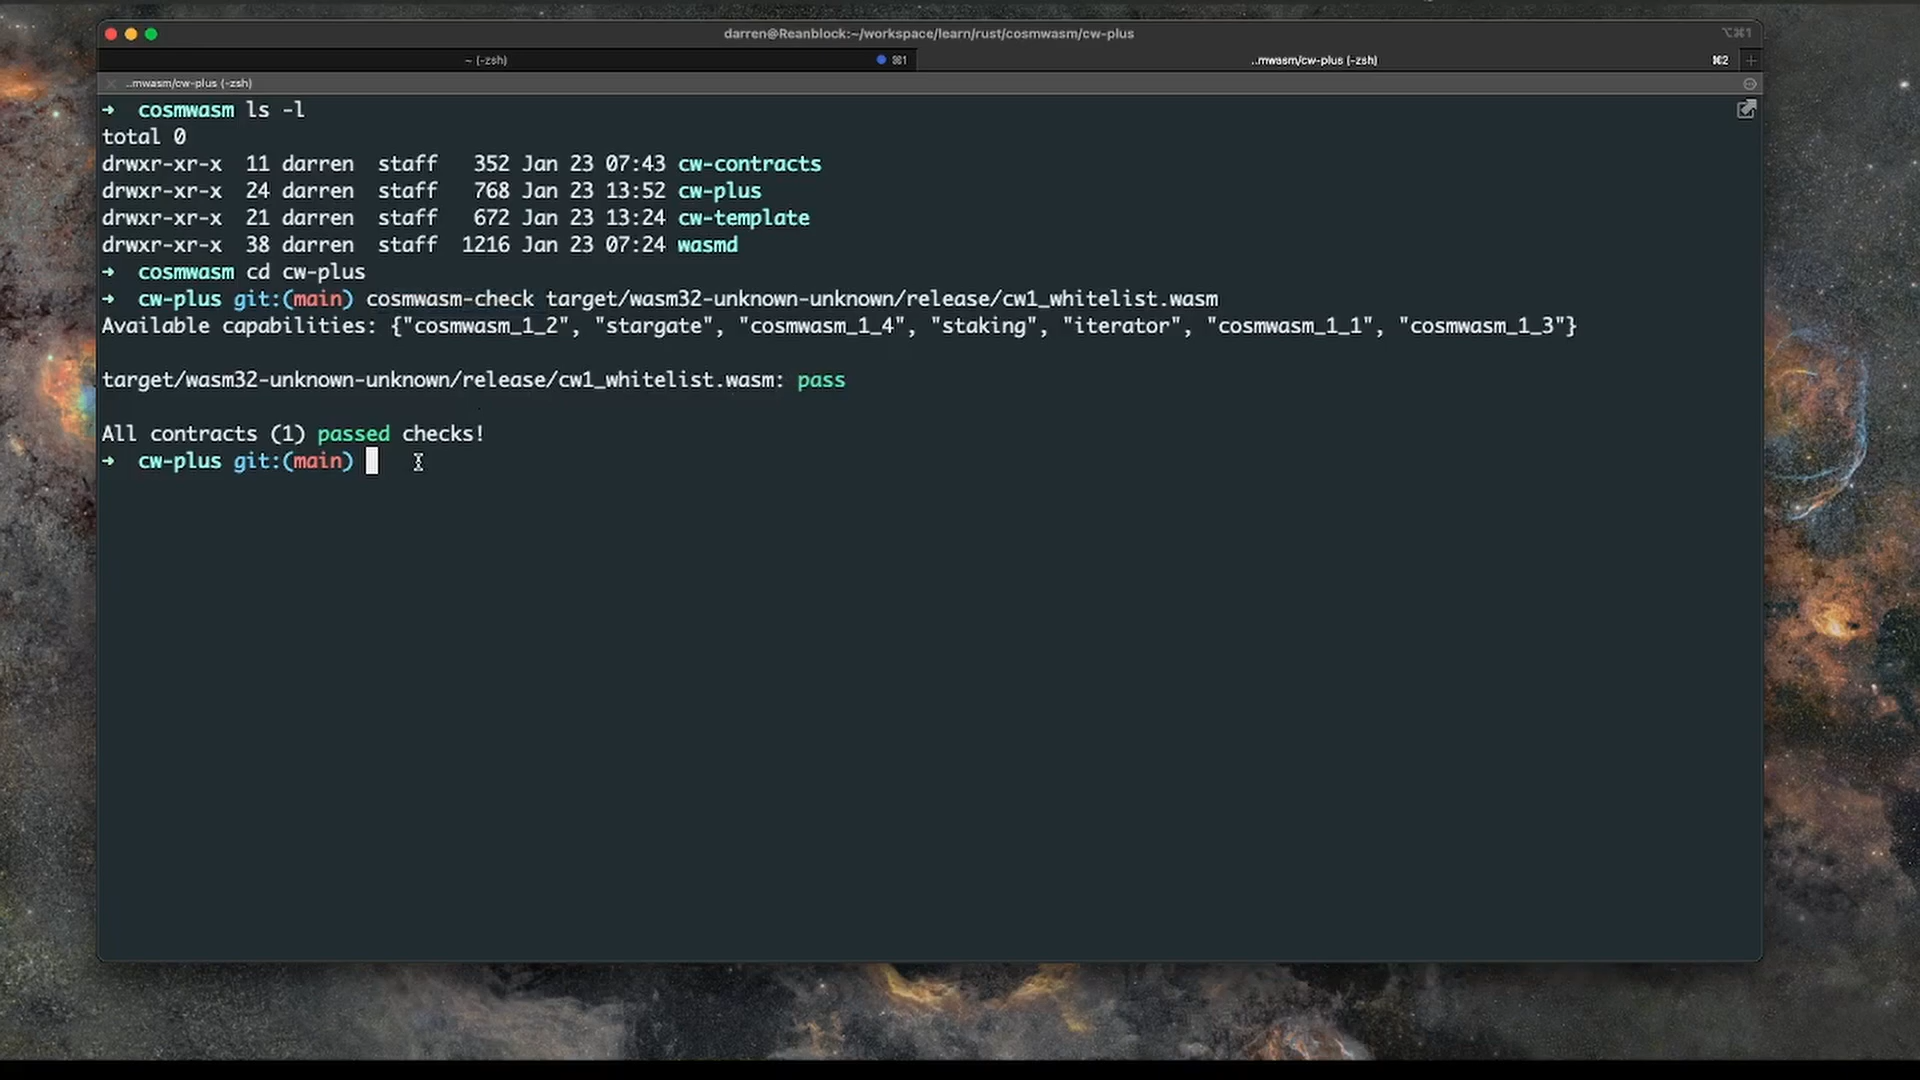 darren@Reanblock:~/workspace/learn/rust/cosmwasm/cw-plus
⌥⌘1
~ (-zsh)
⌘1
..mwasm/cw-plus (-zsh)
⌘2
..mwasm/cw-plus (-zsh)
➜  cosmwasm ls -l
total 0
drwxr-xr-x  11 darren  staff   352 Jan 23 07:43 cw-contracts
drwxr-xr-x  24 darren  staff   768 Jan 23 13:52 cw-plus
drwxr-xr-x  21 darren  staff   672 Jan 23 13:24 cw-template
drwxr-xr-x  38 darren  staff  1216 Jan 23 07:24 wasmd
➜  cosmwasm cd cw-plus
➜  cw-plus git:(main) cosmwasm-check target/wasm32-unknown-unknown/release/cw1_whitelist.wasm
Available capabilities: {"cosmwasm_1_2", "stargate", "cosmwasm_1_4", "staking", "iterator", "cosmwasm_1_1", "cosmwasm_1_3"}
target/wasm32-unknown-unknown/release/cw1_whitelist.wasm: pass
All contracts (1) passed checks!
➜  cw-plus git:(main)